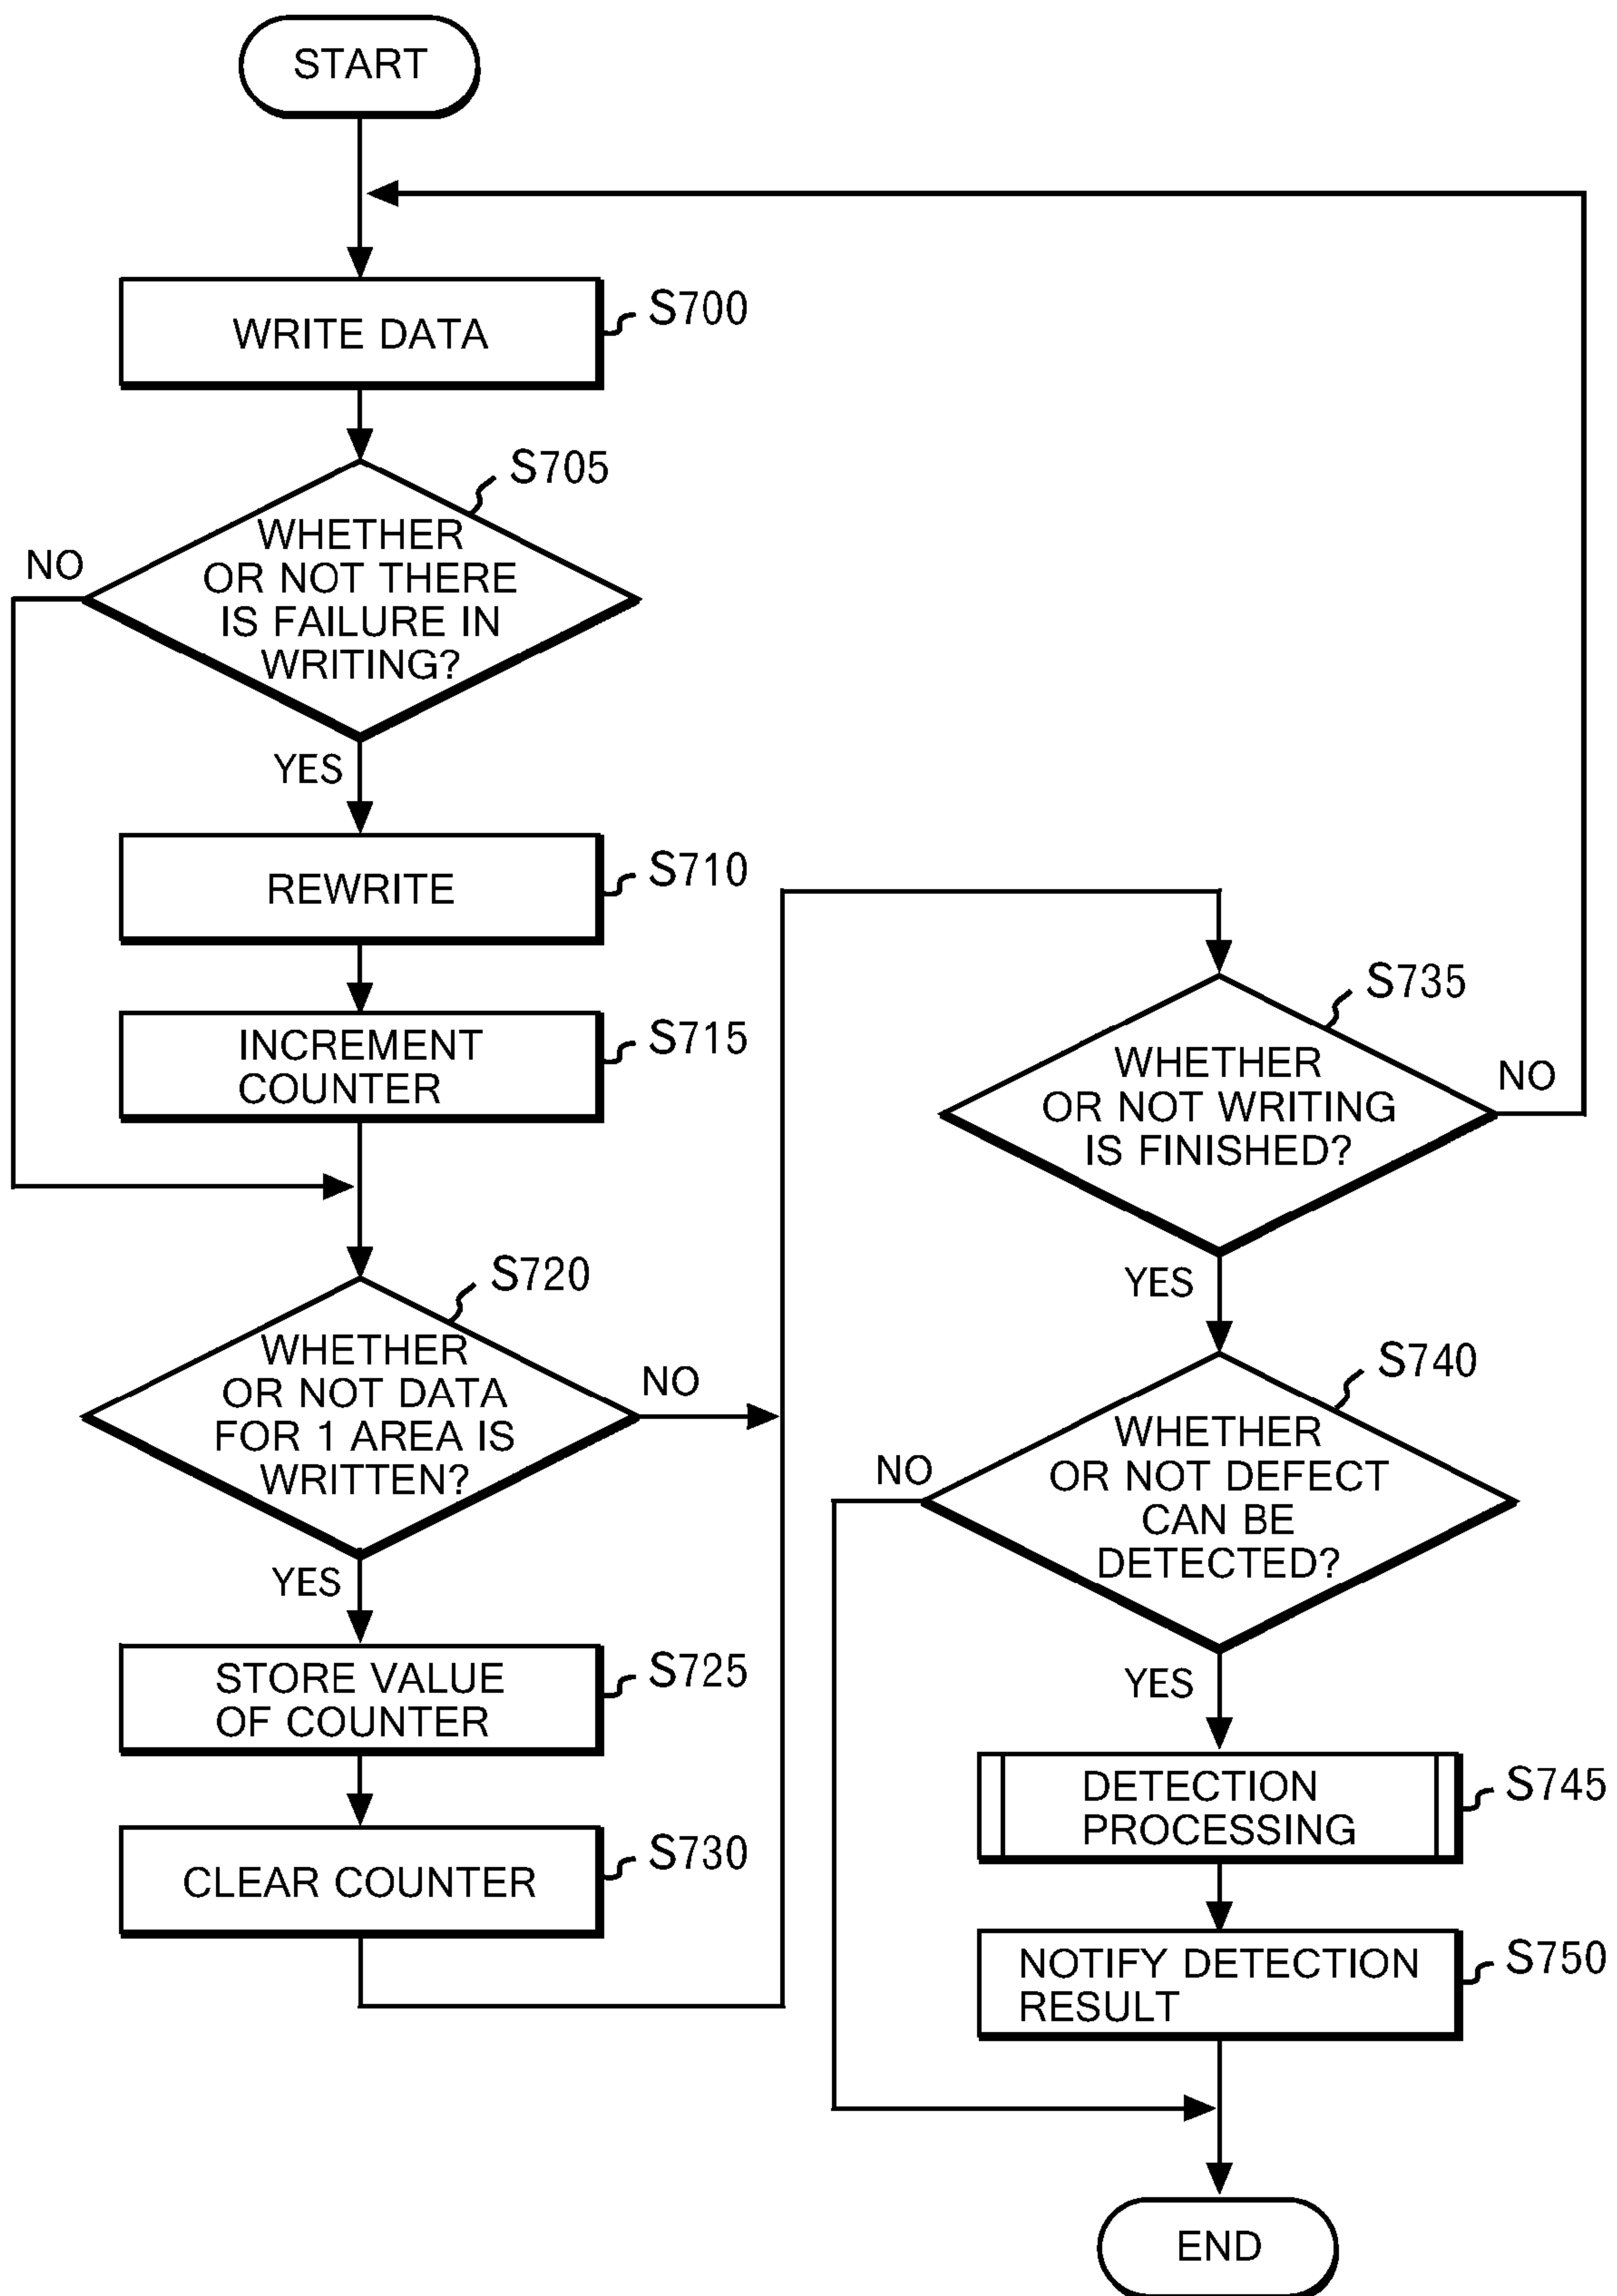 START
WRITE DATA
S700
S705
WHETHER
OR NOT THERE
IS FAILURE IN
WRITING?
NO
YES
REWRITE
S710
INCREMENT
COUNTER
S715
S720
WHETHER
OR NOT DATA
FOR 1 AREA IS
WRITTEN?
NO
YES
STORE VALUE
OF COUNTER
S725
CLEAR COUNTER
S730
S735
WHETHER
OR NOT WRITING
IS FINISHED?
NO
YES
S740
WHETHER
OR NOT DEFECT
CAN BE
DETECTED?
NO
YES
DETECTION
PROCESSING
S745
NOTIFY DETECTION
RESULT
S750
END